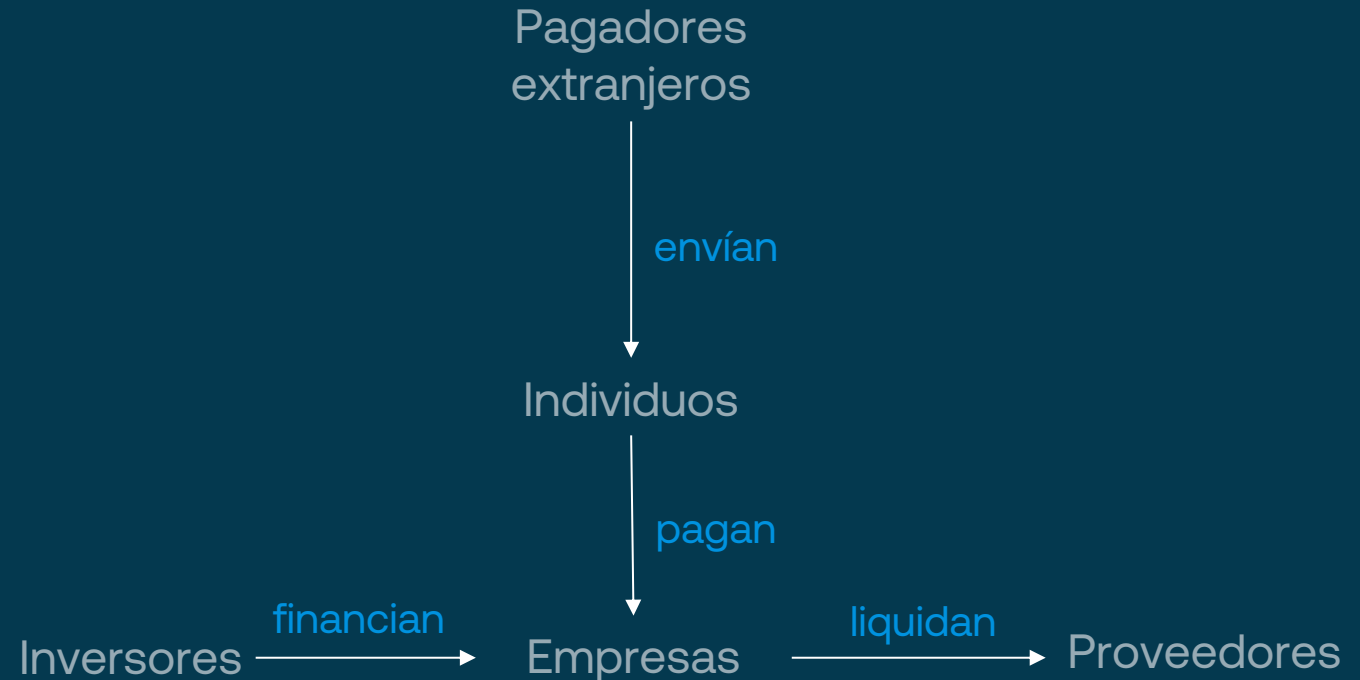 Pagadores
extranjeros
envían
Individuos
pagan
financian
liquidan
Inversores
Empresas
Proveedores